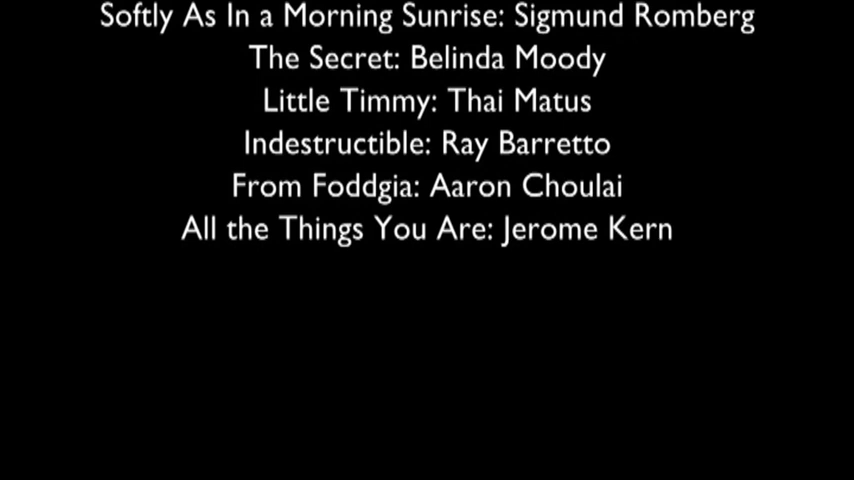 Softly As In a Morning Sunrise: Sigmund Romberg
The Secret: Belinda Moody
Little Timmy: Thai Matus
Indestructible: Ray Barretto
From Foddgia: Aaron Choulai
All the Things You Are: Jerome Kern